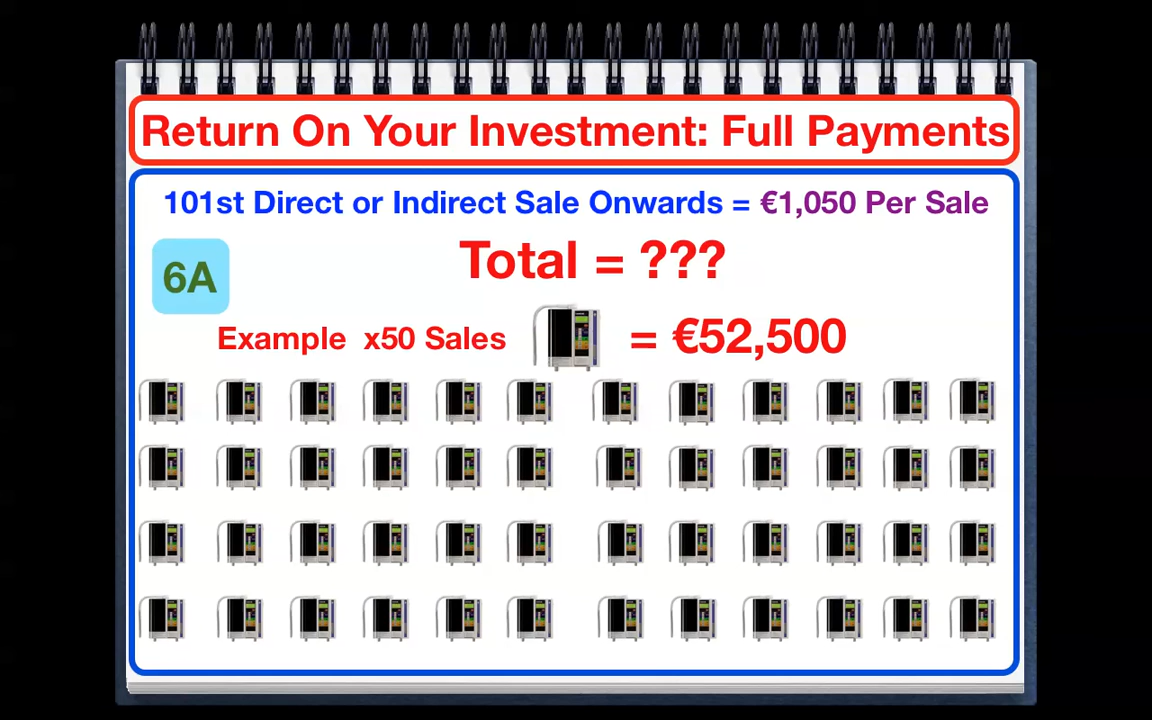 Return On Your Investment: Full Payments
101st Direct or Indirect Sale Onwards = €1,050 Per Sale
6A
Total = ???
Example x50 Sales = €52,500